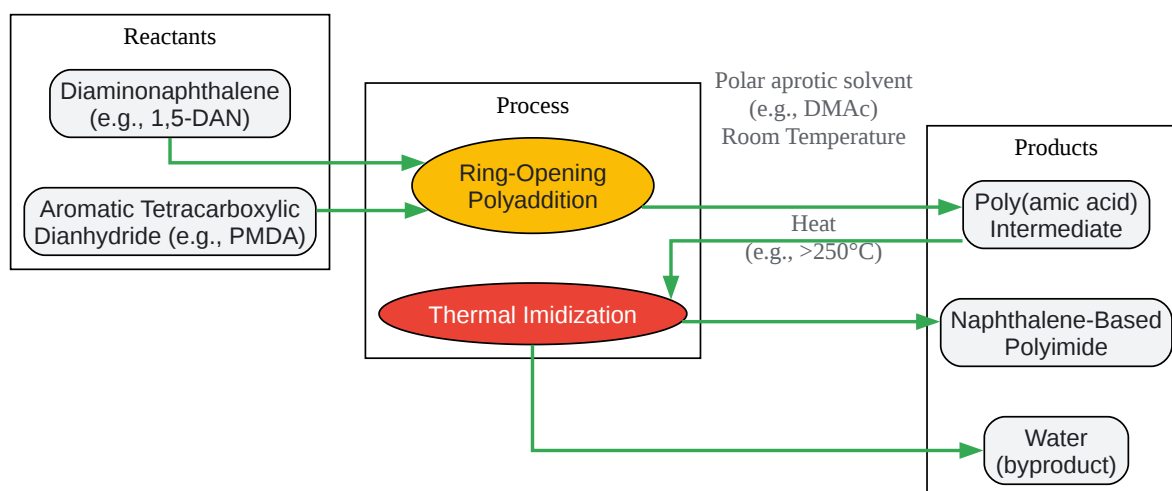 Reactants
Diaminonaphthalene
(e.g., 1,5-DAN)
Aromatic Tetracarboxylic
Dianhydride (e.g., PMDA)
Process
Ring-Opening
Polyaddition
Thermal Imidization
Polar aprotic solvent
(e.g., DMAc)
Room Temperature
Heat
(e.g., >250°C)
Products
Poly(amic acid)
Intermediate
Naphthalene-Based
Polyimide
Water
(byproduct)